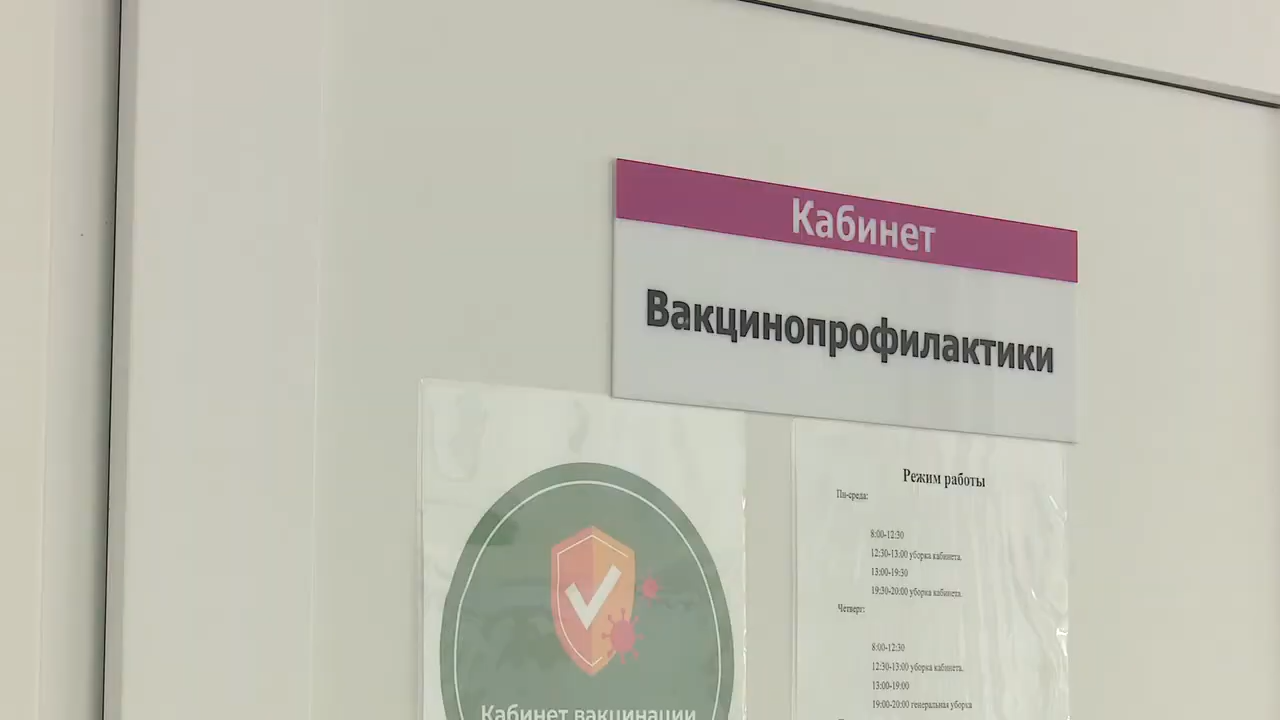 Кабинет
Вакцинопрофилактики
Кабинет вакцинации
Режим работы
Пн-среда:
8:00-12:30
12:30-13:00 уборка кабинета.
13:00-19:30
19:30-20:00 уборка кабинета.
Четверг:
8:00-12:30
12:30-13:00 уборка кабинета.
13:00-19:00
19:00-20:00 генеральная уборка